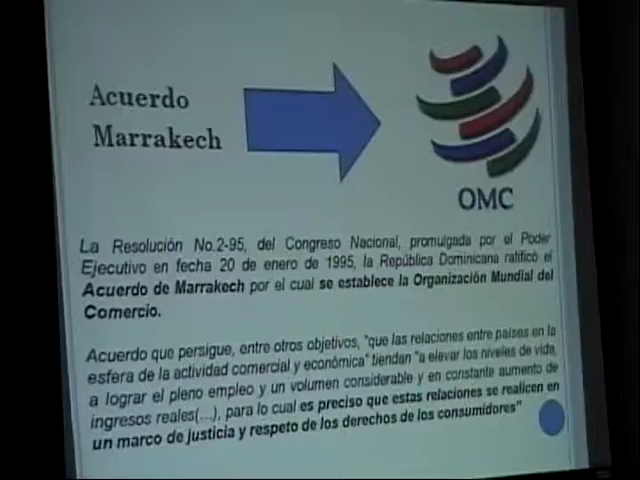 Acuerdo
Marrakech
OMC
La Resolución No.2-95, del Congreso Nacional, promulgada por el Poder
Ejecutivo en fecha 20 de enero de 1995, la República Dominicana ratificó el
Acuerdo de Marrakech por el cual se establece la Organización Mundial del
Comercio.
Acuerdo que persigue, entre otros objetivos, "que las relaciones entre países en la
esfera de la actividad comercial y económica" tiendan "a elevar los niveles de vida,
a lograr el pleno empleo y un volumen considerable y en constante aumento de
ingresos reales(...), para lo cual es preciso que estas relaciones se realicen en
un marco de justicia y respeto de los derechos de los consumidores"